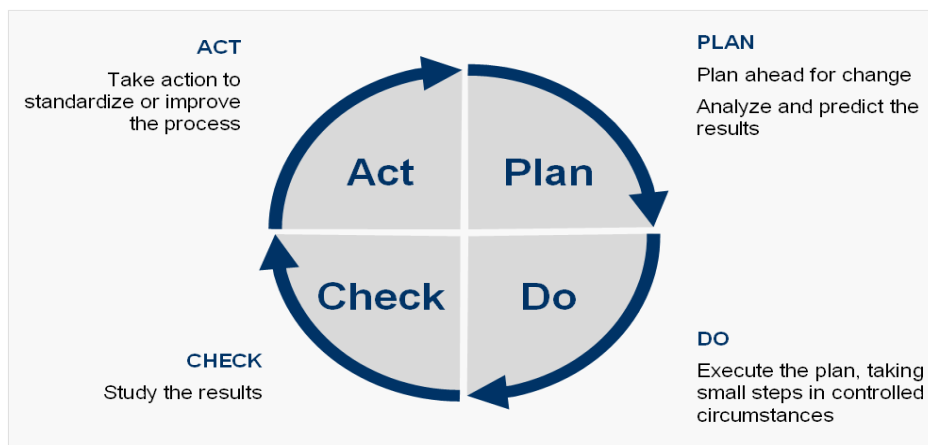 ACT
Take action to
standardize or improve
the process
PLAN
Plan ahead for change
Analyze and predict the
results
Act
Plan
Check
Do
CHECK
Study the results
DO
Execute the plan, taking
small steps in controlled
circumstances